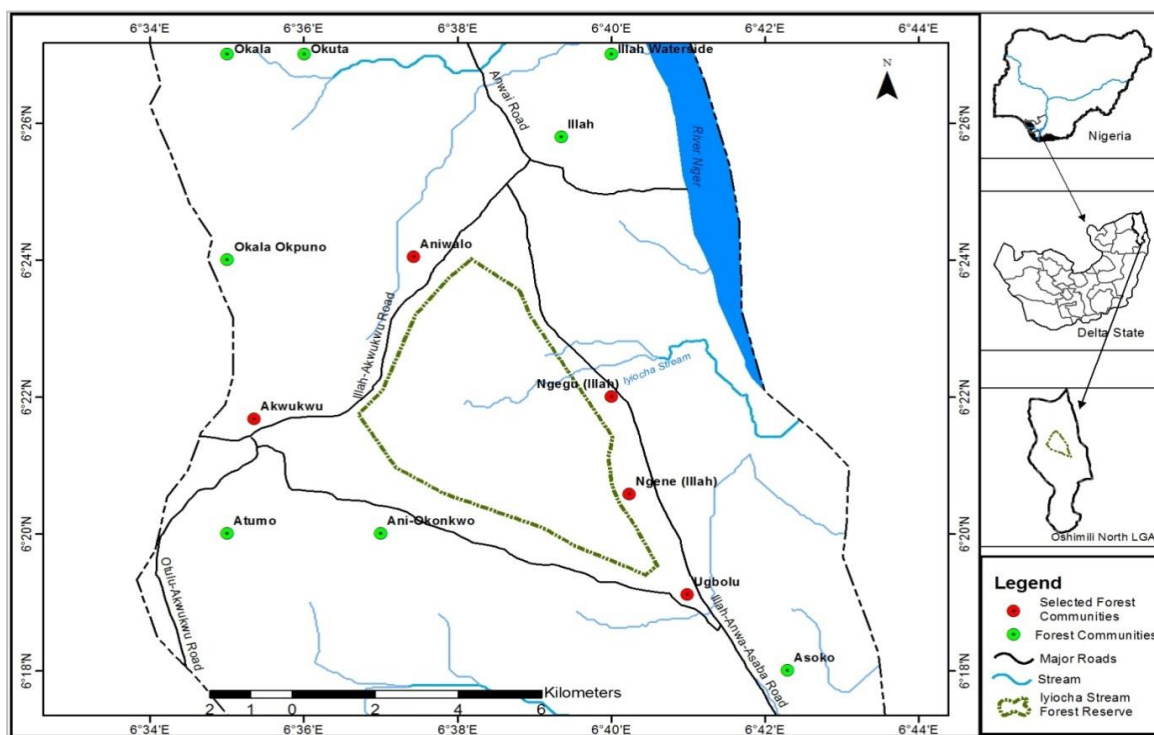 6°34'E 6°36'E 6°38'E 6°40'E 6°42'E 6°44'E
Okala
Okuta
Illah Waterside
N
Anwai Road
River Niger
6°26'N
Illah
6°26'N
Okala Okpuno
Aniwalo
6°24'N
6°24'N
Illah-Akwukwu Road
Iyiocha Stream
Ngegu (Illah)
6°22'N
6°22'N
Akwukwu
Ngene (Illah)
Atumo
Ani-Okonkwo
6°20'N
6°20'N
Otulu-Akwukwu Road
Ugbolu
Illah-Anwa-Asaba Road
Asoko
6°18'N
6°18'N
Kilometers
2 1 0 2 4 6
6°34'E 6°36'E 6°38'E 6°40'E 6°42'E 6°44'E
Nigeria
Delta State
Oshimili North LGA
Legend
Selected Forest
Communities
Forest Communities
Major Roads
Stream
Iyiocha Stream
Forest Reserve